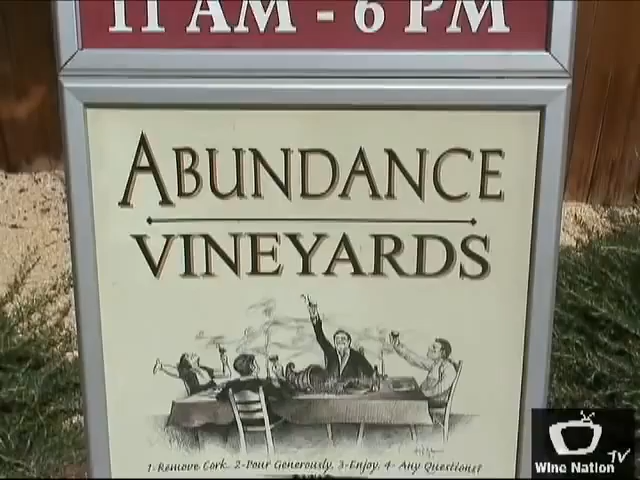 11 AM - 6 PM
ABUNDANCE
VINEYARDS
1-Remove Cork 2-Pour Generously, 3-Enjoy, 4- Any Questions?
TV
Wine Nation